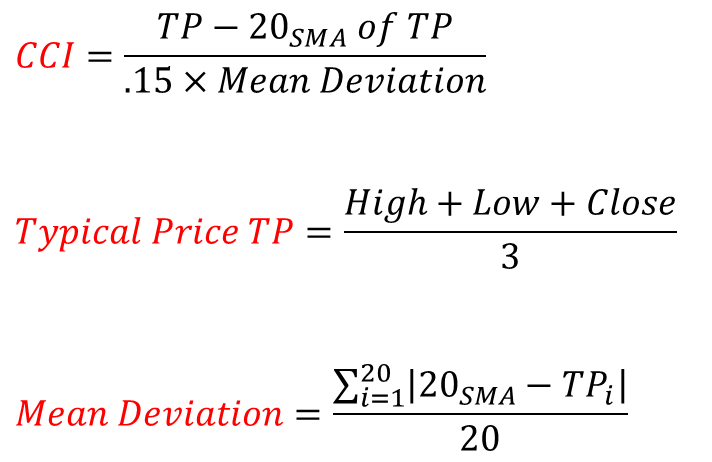 CCI = TP − 20SMA of TP / .15 × Mean Deviation
Typical Price TP = High + Low + Close / 3
Mean Deviation = ∑²⁰ᵢ₌₁|20SMA − TPᵢ| / 20